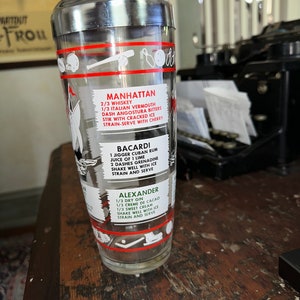 MANHATTAN
2/3 WHISKEY
1/3 ITALIAN VERMOUTH
DASH ANGOSTURA BITTERS
STIR WITH CRACKED ICE
STRAIN-SERVE WITH CHERRY
BACARDI
1 JIGGER CUBAN RUM
JUICE OF 1 LIME
2 DASHES GRENADINE
SHAKE WELL WITH ICE
STRAIN AND SERVE.
ALEXANDER
1/3 DRY GIN
1/3 CREME DE CACAO
1/3 SWEET CREAM
SHAKE WELL WITH ICE
STRAIN AND SERVE